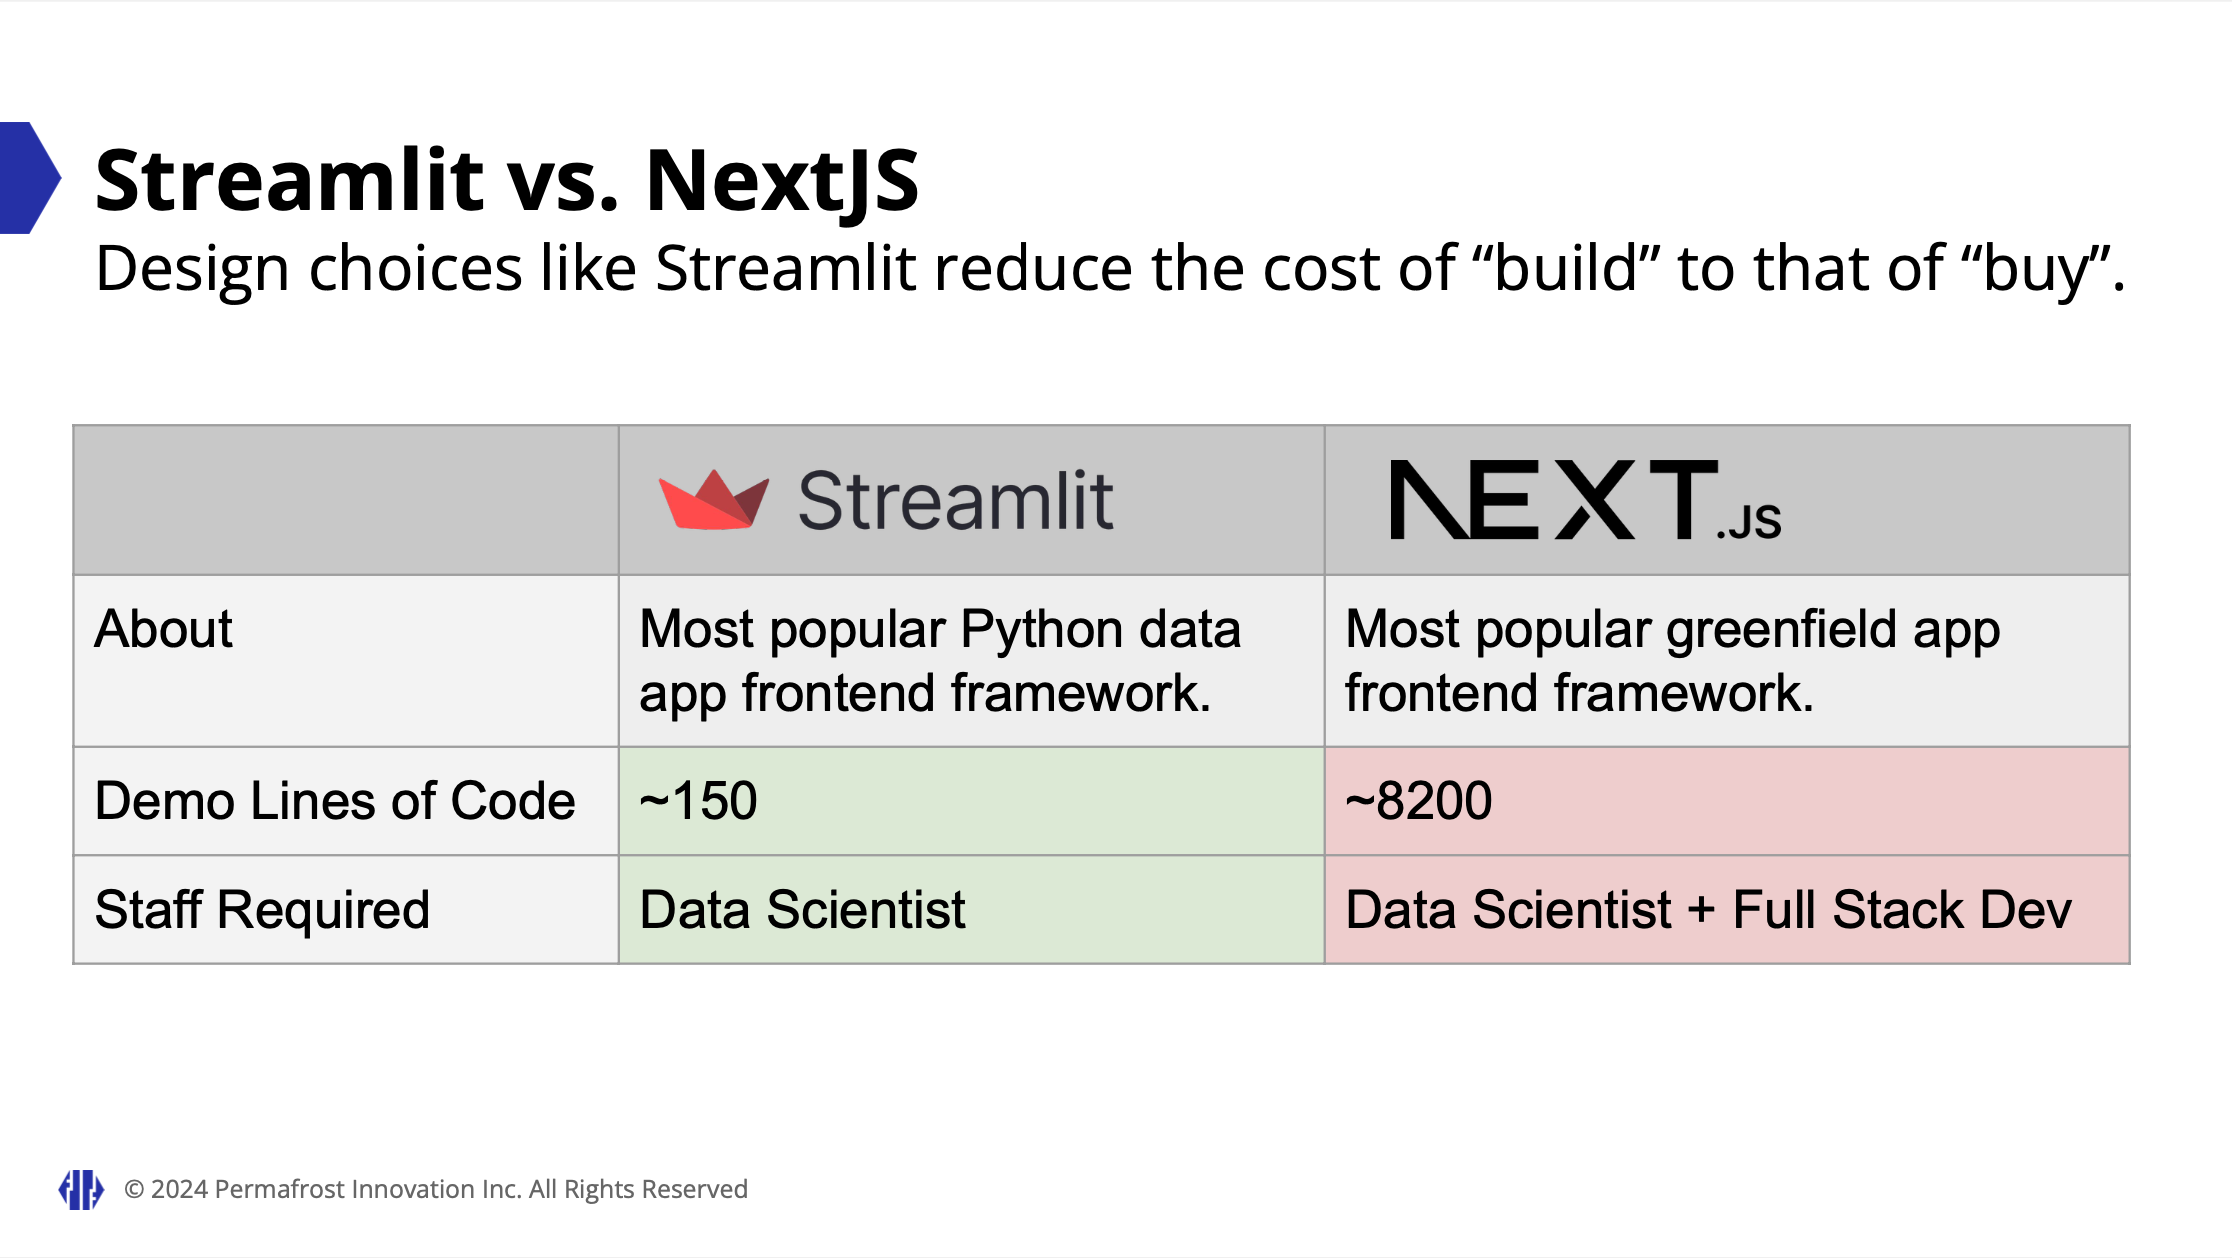 Streamlit vs. NextJS
Design choices like Streamlit reduce the cost of “build” to that of “buy”.
Streamlit
NEXT.JS
About
Most popular Python data
app frontend framework.
Most popular greenfield app
frontend framework.
Demo Lines of Code
~150
~8200
Staff Required
Data Scientist
Data Scientist + Full Stack Dev
© 2024 Permafrost Innovation Inc. All Rights Reserved